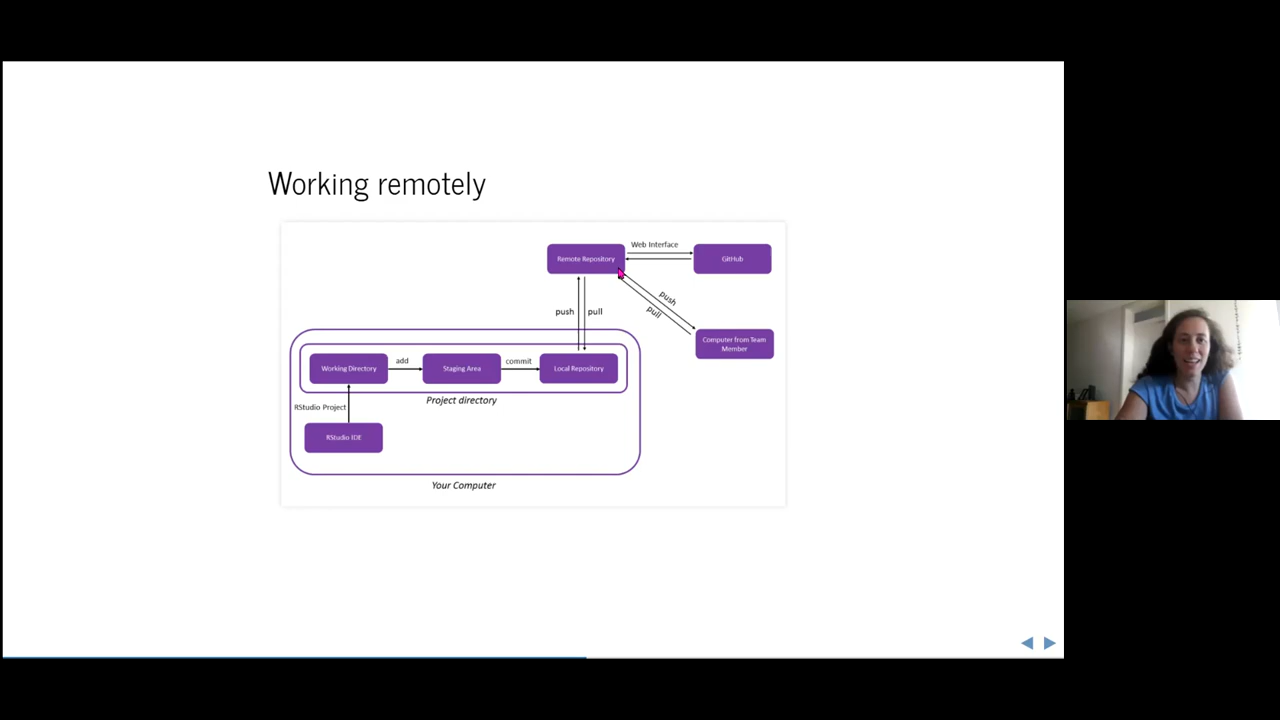 Working remotely
Web Interface
Remote Repository
GitHub
push
pull
push
pull
Computer from Team
Member
Working Directory
add
Staging Area
commit
Local Repository
Project directory
RStudio Project
RStudio IDE
Your Computer